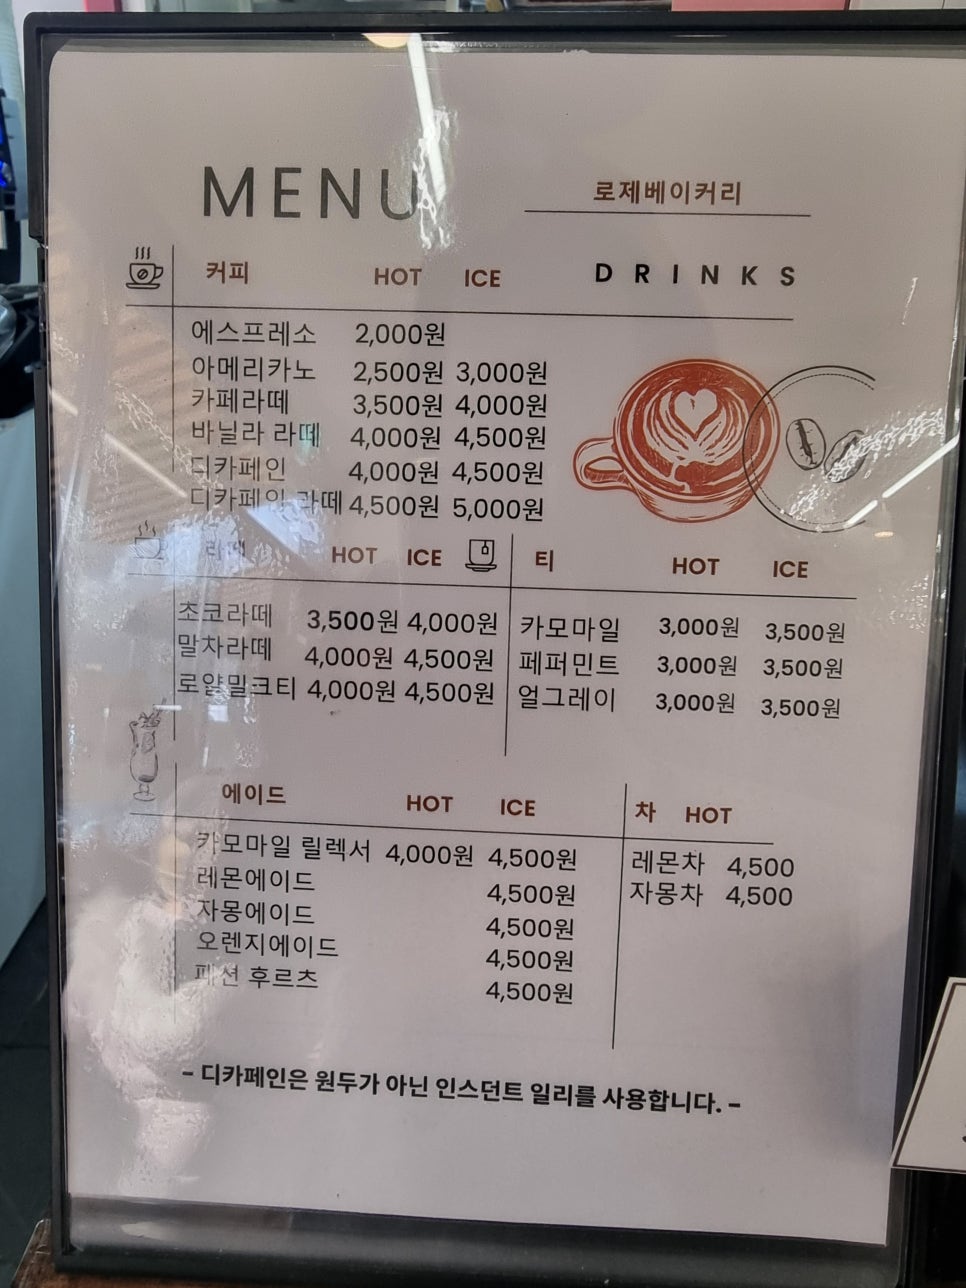 MENU
로제베이커리
커피 HOT ICE
DRINKS
에스프레소 2,000원
아메리카노 2,500원 3,000원
카페라떼 3,500원 4,000원
바닐라 라떼 4,000원 4,500원
디카페인 4,000원 4,500원
디카페인 라떼 4,500원 5,000원
라떼 HOT ICE
초코라떼 3,500원 4,000원
말차라떼 4,000원 4,500원
로얄밀크티 4,000원 4,500원
티 HOT ICE
카모마일 3,000원 3,500원
페퍼민트 3,000원 3,500원
얼그레이 3,000원 3,500원
에이드 HOT ICE
카모마일 릴렉서 4,000원 4,500원
레몬에이드 4,500원
자몽에이드 4,500원
오렌지에이드 4,500원
패션 후르츠 4,500원
차 HOT
레몬차 4,500
자몽차 4,500
- 디카페인은 원두가 아닌 인스턴트 일리를 사용합니다. -